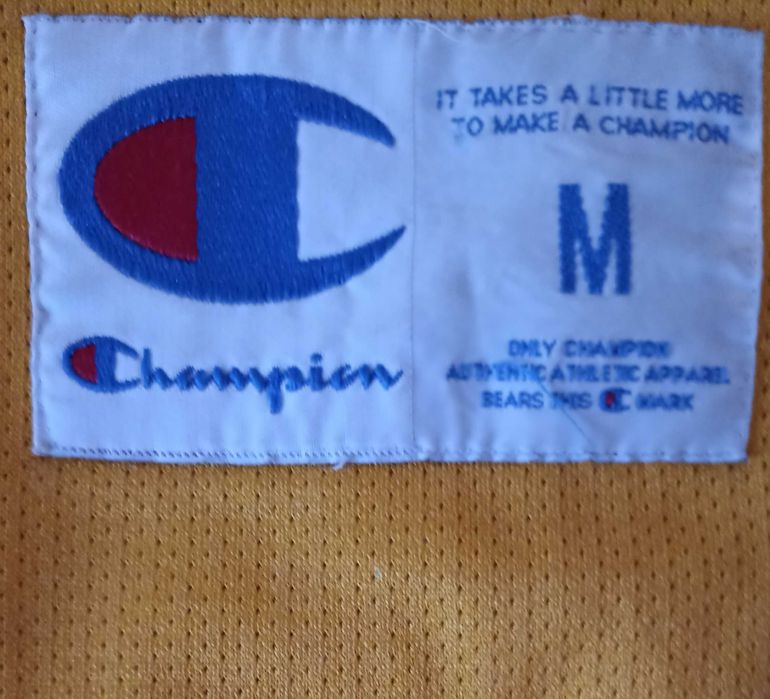 IT TAKES A LITTLE MORE
TO MAKE A CHAMPION
M
Champion
ONLY CHAMPION
AUTHENTIC ATHLETIC APPAREL
BEARS THIS C MARK